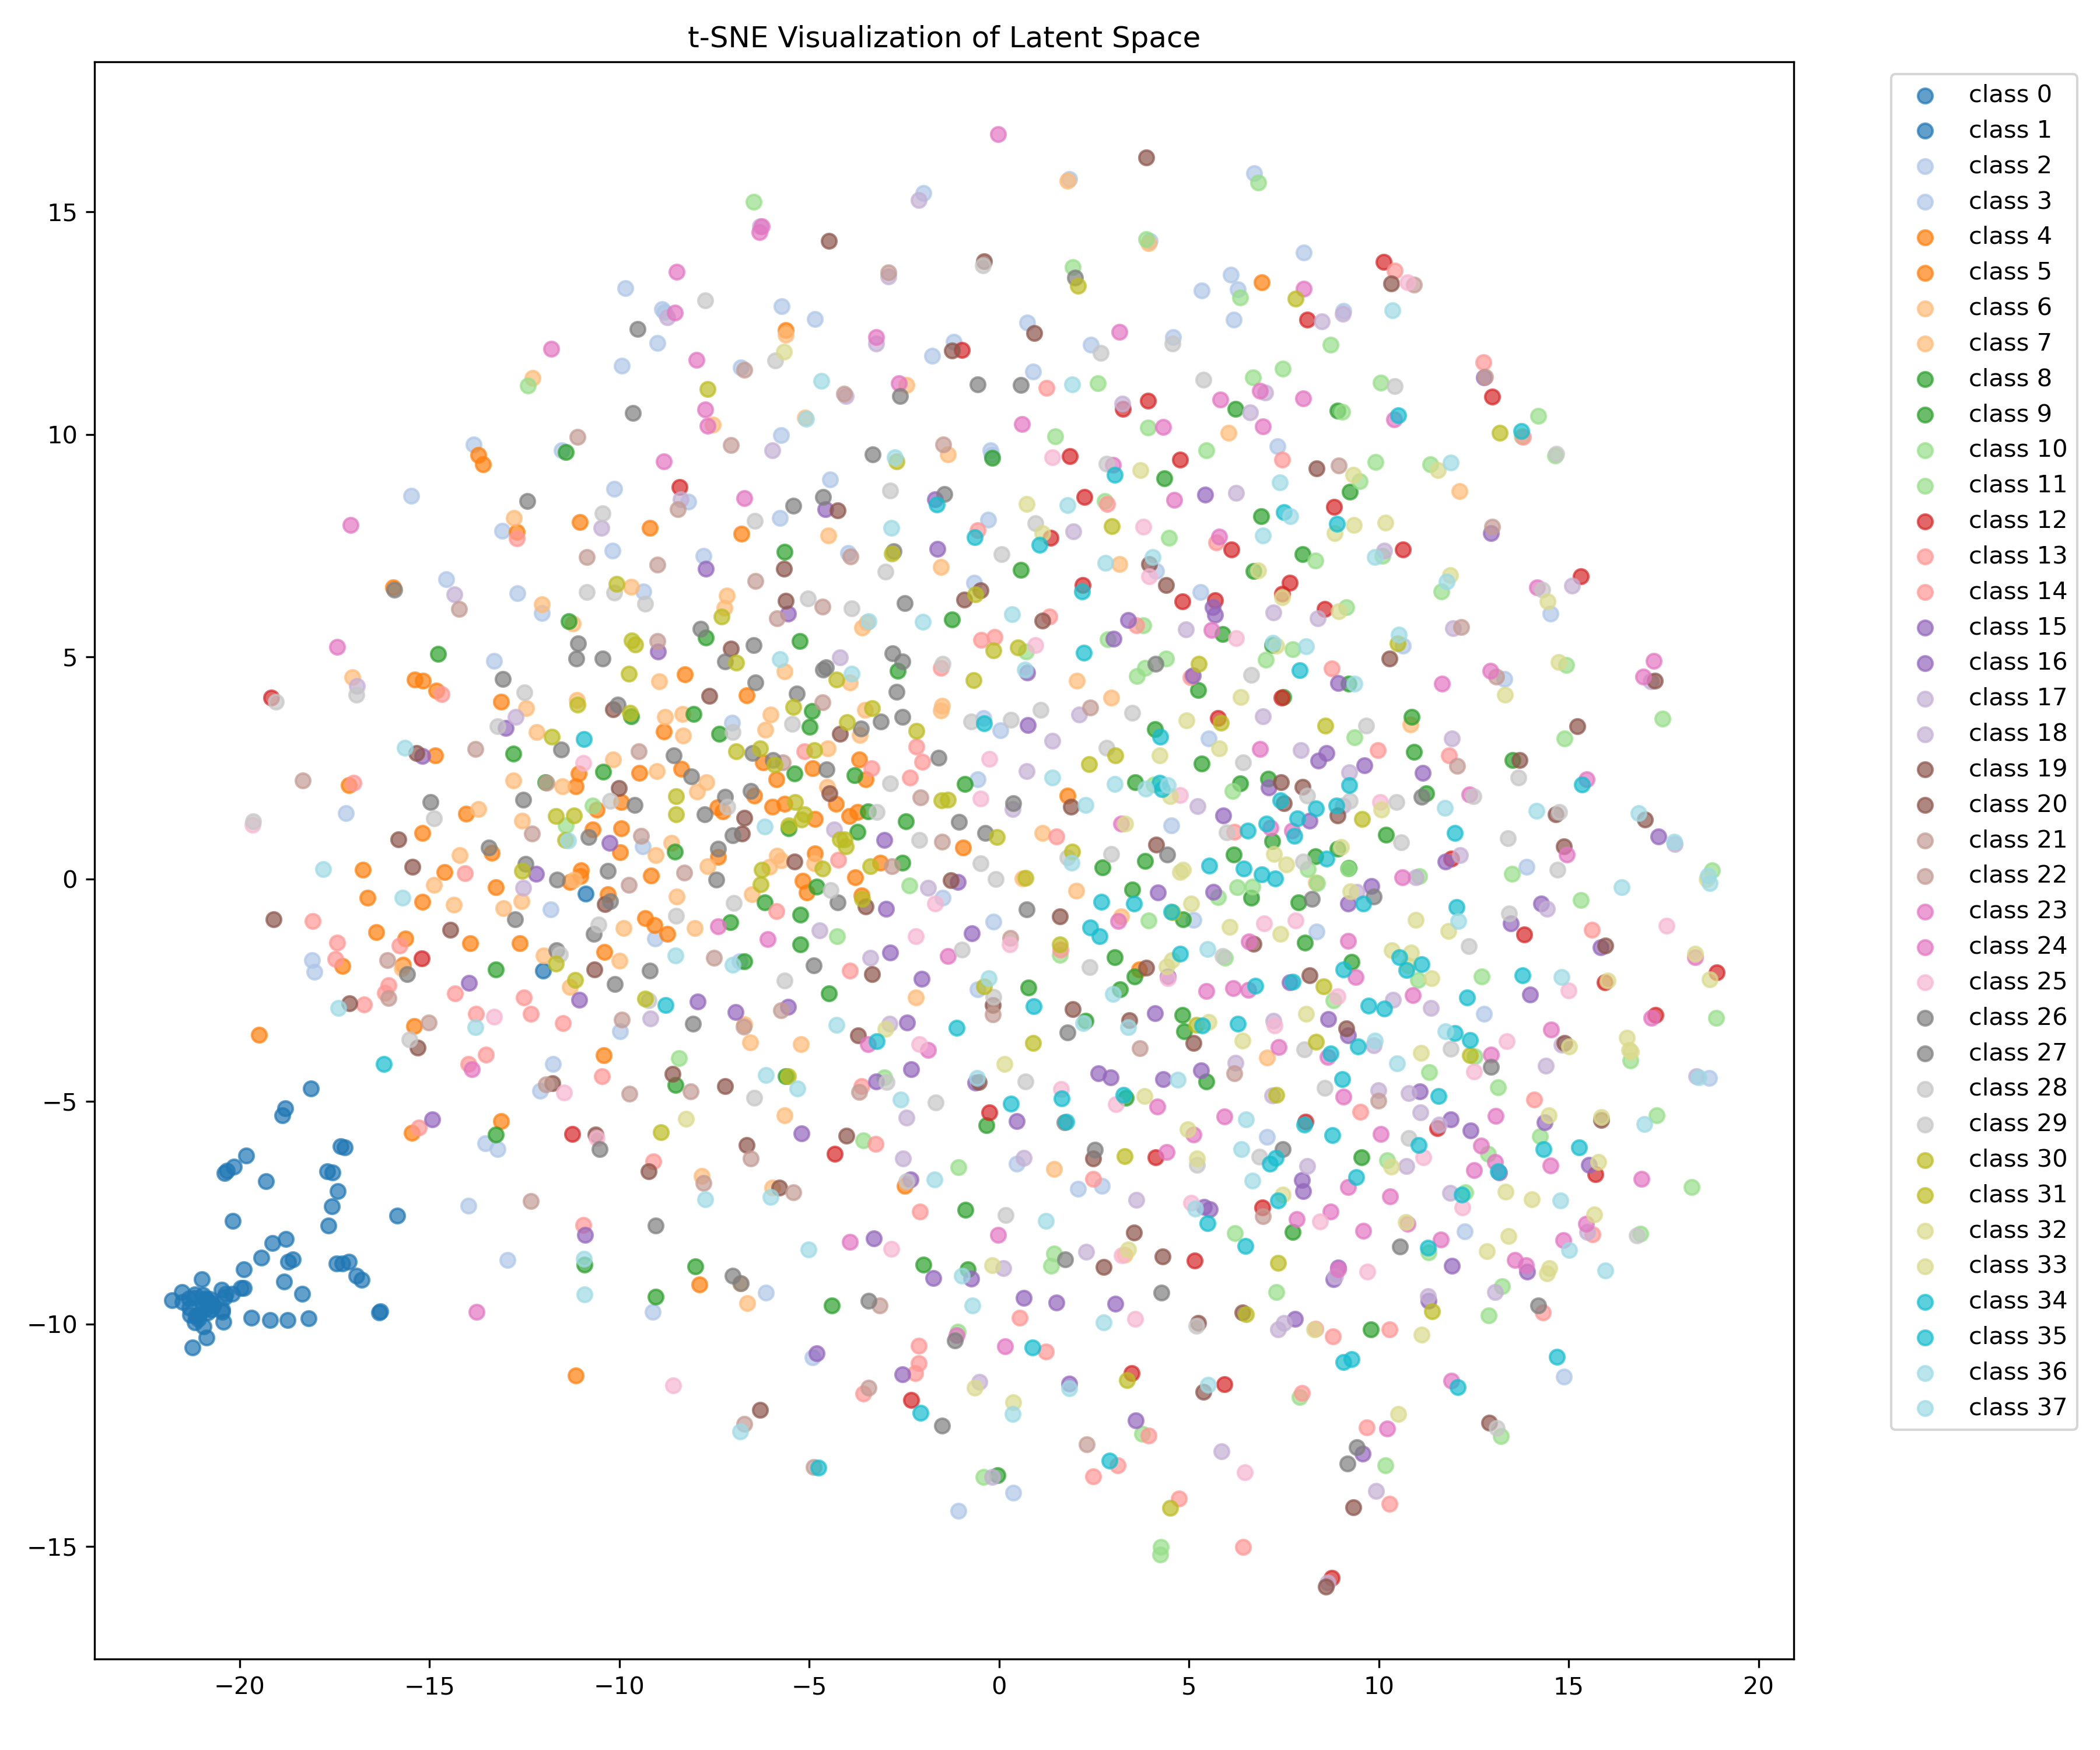 t-SNE Visualization of Latent Space
15
10
5
0
−5
−10
−15
−20 −15 −10 −5 0 5 10 15 20
class 0
class 1
class 2
class 3
class 4
class 5
class 6
class 7
class 8
class 9
class 10
class 11
class 12
class 13
class 14
class 15
class 16
class 17
class 18
class 19
class 20
class 21
class 22
class 23
class 24
class 25
class 26
class 27
class 28
class 29
class 30
class 31
class 32
class 33
class 34
class 35
class 36
class 37